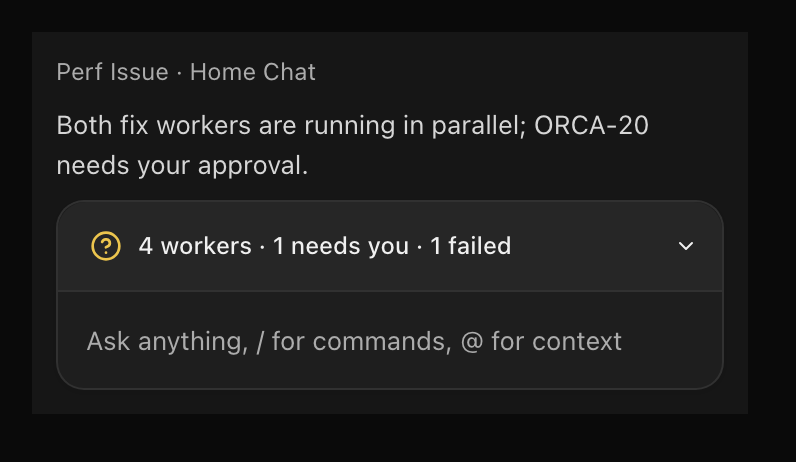 Perf Issue · Home Chat
Both fix workers are running in parallel; ORCA-20
needs your approval.
4 workers · 1 needs you · 1 failed
Ask anything, / for commands, @ for context